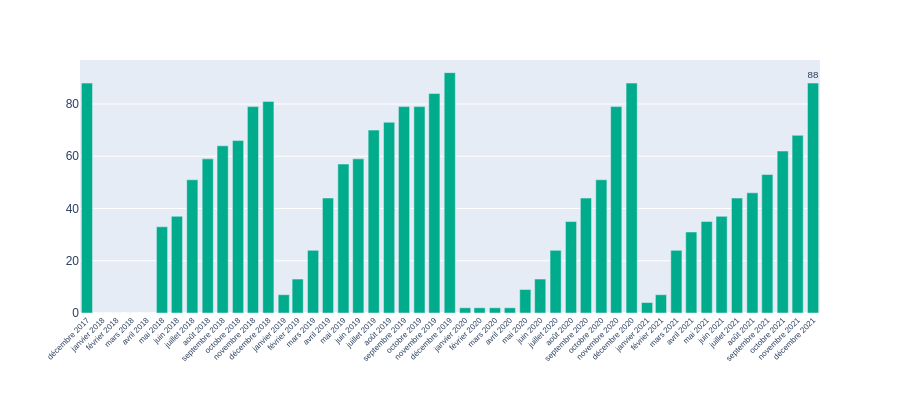 88
80
60
40
20
0
décembre 2017
janvier 2018
février 2018
mars 2018
avril 2018
mai 2018
juin 2018
juillet 2018
août 2018
septembre 2018
octobre 2018
novembre 2018
décembre 2018
janvier 2019
février 2019
mars 2019
avril 2019
mai 2019
juin 2019
juillet 2019
août 2019
septembre 2019
octobre 2019
novembre 2019
décembre 2019
janvier 2020
février 2020
mars 2020
avril 2020
mai 2020
juin 2020
juillet 2020
août 2020
septembre 2020
octobre 2020
novembre 2020
décembre 2020
janvier 2021
février 2021
mars 2021
avril 2021
mai 2021
juin 2021
juillet 2021
août 2021
septembre 2021
octobre 2021
novembre 2021
décembre 2021